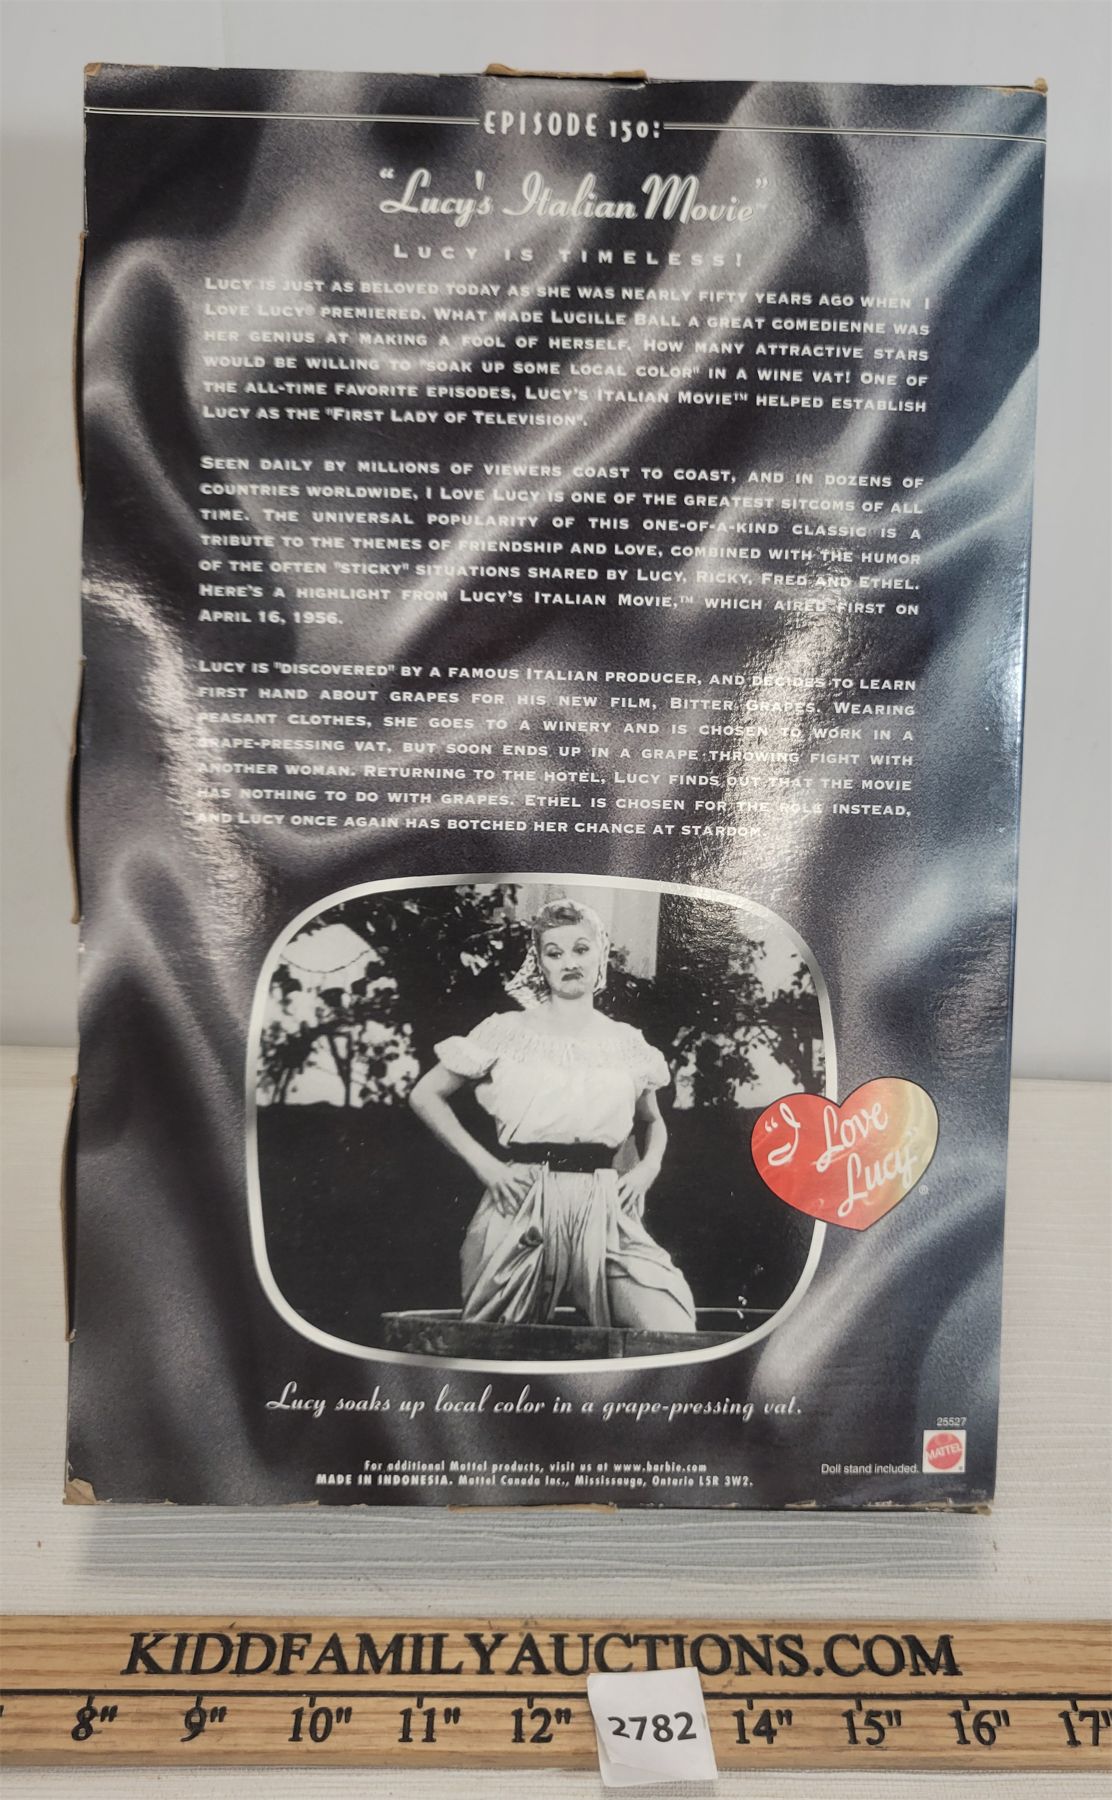 EPISODE 150:
"Lucy's Italian Movie"™
LUCY IS TIMELESS!
LUCY IS JUST AS BELOVED TODAY AS SHE WAS NEARLY FIFTY YEARS AGO WHEN I
LOVE LUCY® PREMIERED. WHAT MADE LUCILLE BALL A GREAT COMEDIENNE WAS
HER GENIUS AT MAKING A FOOL OF HERSELF. HOW MANY ATTRACTIVE STARS
WOULD BE WILLING TO "SOAK UP SOME LOCAL COLOR" IN A WINE VAT! ONE OF
THE ALL-TIME FAVORITE EPISODES, LUCY'S ITALIAN MOVIE™ HELPED ESTABLISH
LUCY AS THE "FIRST LADY OF TELEVISION".
SEEN DAILY BY MILLIONS OF VIEWERS COAST TO COAST, AND IN DOZENS OF
COUNTRIES WORLDWIDE, I LOVE LUCY IS ONE OF THE GREATEST SITCOMS OF ALL
TIME. THE UNIVERSAL POPULARITY OF THIS ONE-OF-A-KIND CLASSIC IS A
TRIBUTE TO THE THEMES OF FRIENDSHIP AND LOVE, COMBINED WITH THE HUMOR
OF THE OFTEN "STICKY" SITUATIONS SHARED BY LUCY, RICKY, FRED AND ETHEL.
HERE'S A HIGHLIGHT FROM LUCY'S ITALIAN MOVIE,™ WHICH AIRED FIRST ON
APRIL 16, 1956.
LUCY IS "DISCOVERED" BY A FAMOUS ITALIAN PRODUCER, AND DECIDES TO LEARN
FIRST HAND ABOUT GRAPES FOR HIS NEW FILM, BITTER GRAPES. WEARING
PEASANT CLOTHES, SHE GOES TO A WINERY AND IS CHOSEN TO WORK IN A
GRAPE-PRESSING VAT, BUT SOON ENDS UP IN A GRAPE THROWING FIGHT WITH
ANOTHER WOMAN. RETURNING TO THE HOTEL, LUCY FINDS OUT THAT THE MOVIE
HAS NOTHING TO DO WITH GRAPES. ETHEL IS CHOSEN FOR THE ROLE INSTEAD,
AND LUCY ONCE AGAIN HAS BOTCHED HER CHANCE AT STARDOM.
"I Love
Lucy"®
Lucy soaks up local color in a grape-pressing vat.
25527
MATTEL
Doll stand included.
For additional Mattel products, visit us at www.barbie.com
MADE IN INDONESIA. Mattel Canada Inc., Mississauga, Ontario L5R 3W2.
KIDDFAMILYAUCTIONS.COM
8" 9" 10" 11" 12" 2782 14" 15" 16" 17"